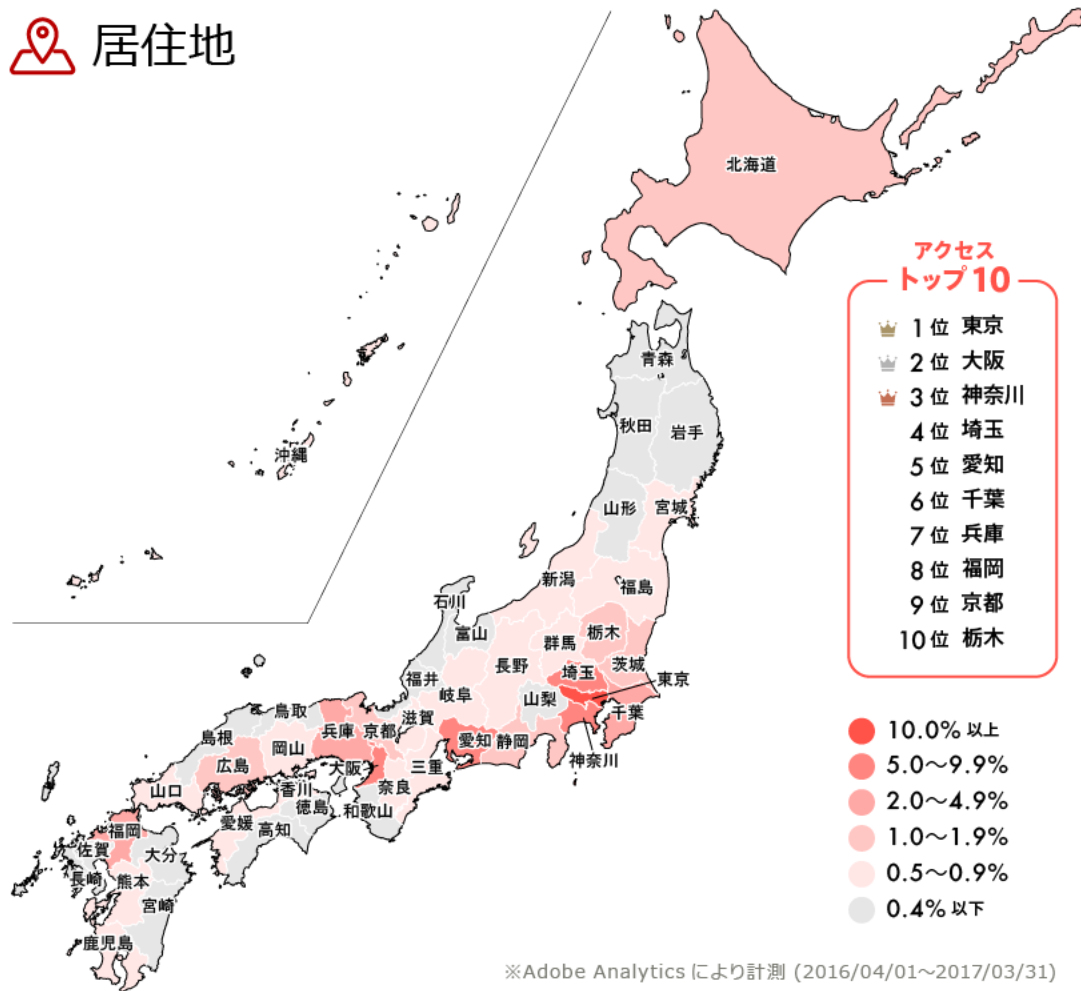 居住地
北海道
アクセス
トップ10
1位 東京
2位 大阪
3位 神奈川
4位 埼玉
5位 愛知
6位 千葉
7位 兵庫
8位 福岡
9位 京都
10位 栃木
青森
秋田
岩手
沖縄
山形
宮城
新潟
福島
石川
富山
群馬
栃木
長野
茨城
福井
岐阜
山梨
埼玉
東京
千葉
神奈川
鳥取
島根
兵庫
京都
滋賀
愛知
静岡
岡山
広島
大阪
三重
奈良
山口
香川
徳島
和歌山
愛媛
高知
福岡
佐賀
大分
長崎
熊本
宮崎
鹿児島
10.0% 以上
5.0〜9.9%
2.0〜4.9%
1.0〜1.9%
0.5〜0.9%
0.4% 以下
※Adobe Analytics により計測 (2016/04/01〜2017/03/31)